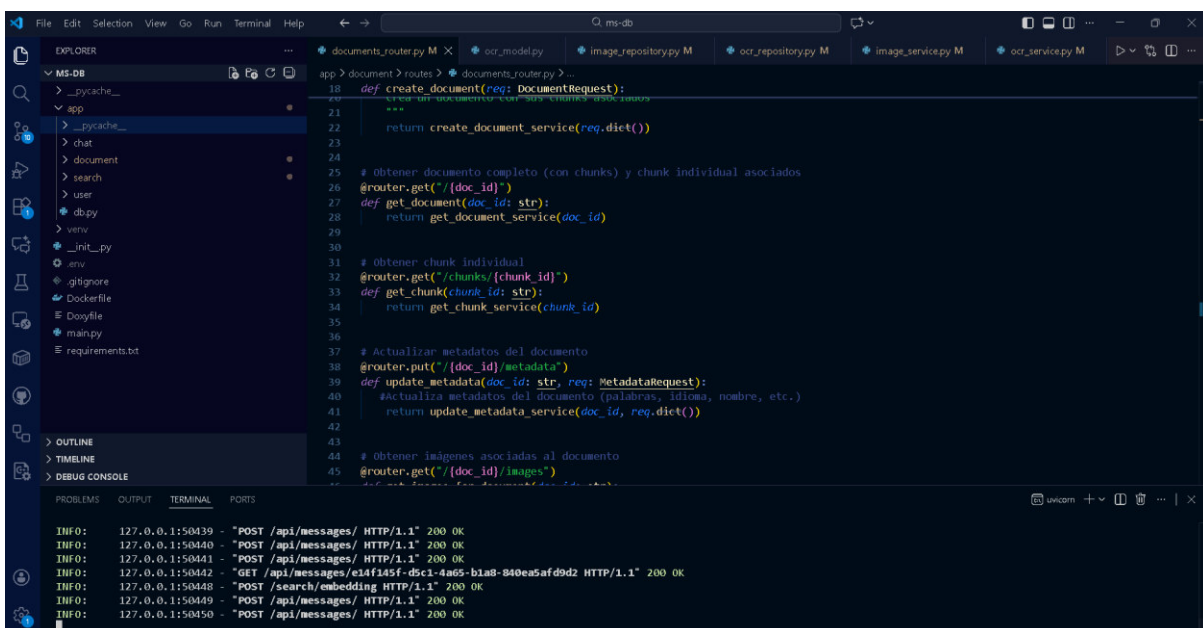 File Edit Selection View Go Run Terminal Help
ms-db
EXPLORER
documents_router.py M
ocr_model.py
image_repository.py M
ocr_repository.py M
image_service.py M
ocr_service.py M
MS-DB
__pycache__
app
__pycache__
chat
document
search
user
db.py
venv
__init__.py
.env
.gitignore
Dockerfile
Doxyfile
main.py
requirements.txt
OUTLINE
TIMELINE
DEBUG CONSOLE
10
1
app > document > routes > documents_router.py > ...
18 def create_document(req: DocumentRequest):
20 Crea un documento con sus chunks asociados
21 """
22 return create_document_service(req.dict())
23
24
25 # Obtener documento completo (con chunks) y chunk individual asociados
26 @router.get("/{doc_id}")
27 def get_document(doc_id: str):
28 return get_document_service(doc_id)
29
30
31 # Obtener chunk individual
32 @router.get("/chunks/{chunk_id}")
33 def get_chunk(chunk_id: str):
34 return get_chunk_service(chunk_id)
35
36
37 # Actualizar metadatos del documento
38 @router.put("/{doc_id}/metadata")
39 def update_metadata(doc_id: str, req: MetadataRequest):
40 #Actualiza metadatos del documento (palabras, idioma, nombre, etc.)
41 return update_metadata_service(doc_id, req.dict())
42
43
44 # Obtener imágenes asociadas al documento
45 @router.get("/{doc_id}/images")
PROBLEMS OUTPUT TERMINAL PORTS
uvicorn
INFO: 127.0.0.1:50439 - "POST /api/messages/ HTTP/1.1" 200 OK
INFO: 127.0.0.1:50440 - "POST /api/messages/ HTTP/1.1" 200 OK
INFO: 127.0.0.1:50441 - "POST /api/messages/ HTTP/1.1" 200 OK
INFO: 127.0.0.1:50442 - "GET /api/messages/e14f145f-d5c1-4a65-b1a8-840ea5afd9d2 HTTP/1.1" 200 OK
INFO: 127.0.0.1:50448 - "POST /search/embedding HTTP/1.1" 200 OK
INFO: 127.0.0.1:50449 - "POST /api/messages/ HTTP/1.1" 200 OK
INFO: 127.0.0.1:50450 - "POST /api/messages/ HTTP/1.1" 200 OK